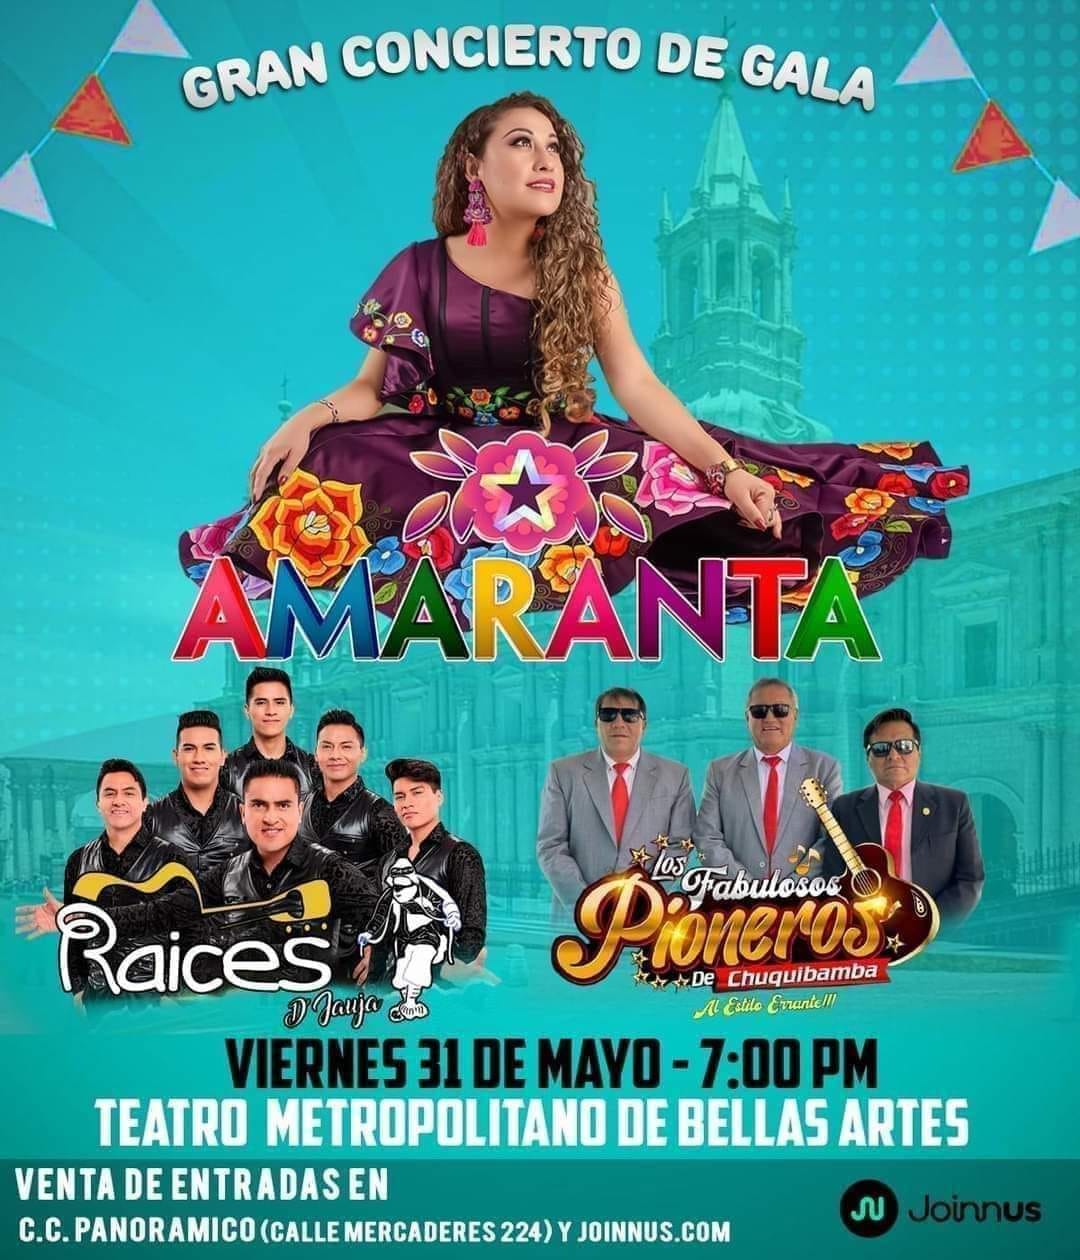 GRAN CONCIERTO DE GALA
AMARANTA
Raices
D'Jauja
Los
Fabulosos
Pioneros
De Chuquibamba
Al Estilo Errante!!!
VIERNES 31 DE MAYO - 7:00 PM
TEATRO METROPOLITANO DE BELLAS ARTES
VENTA DE ENTRADAS EN
C.C. PANORAMICO (CALLE MERCADERES 224) Y JOINNUS.COM
Joinnus